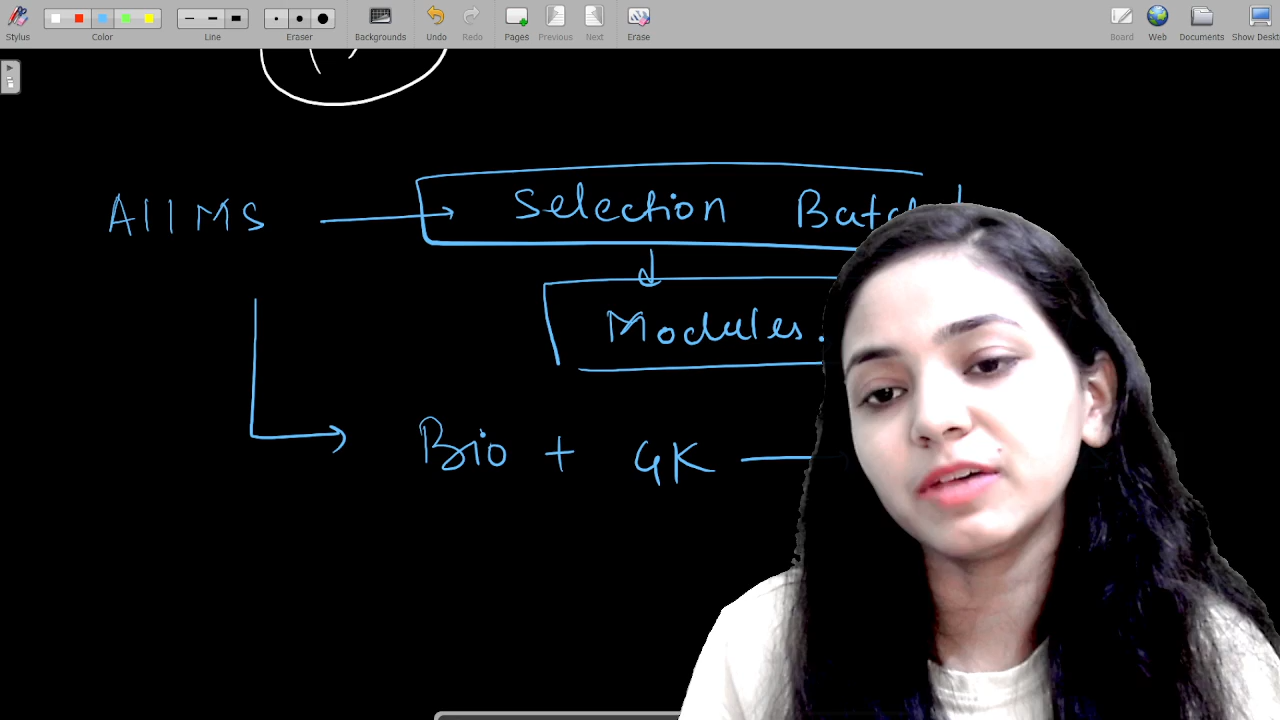 Stylus
Color
Line
Eraser
Backgrounds
Undo
Redo
Pages
Previous
Next
Erase
Board
Web
Documents
Show Deskt
AIIMS
Selection
Modules.
Bio + GK